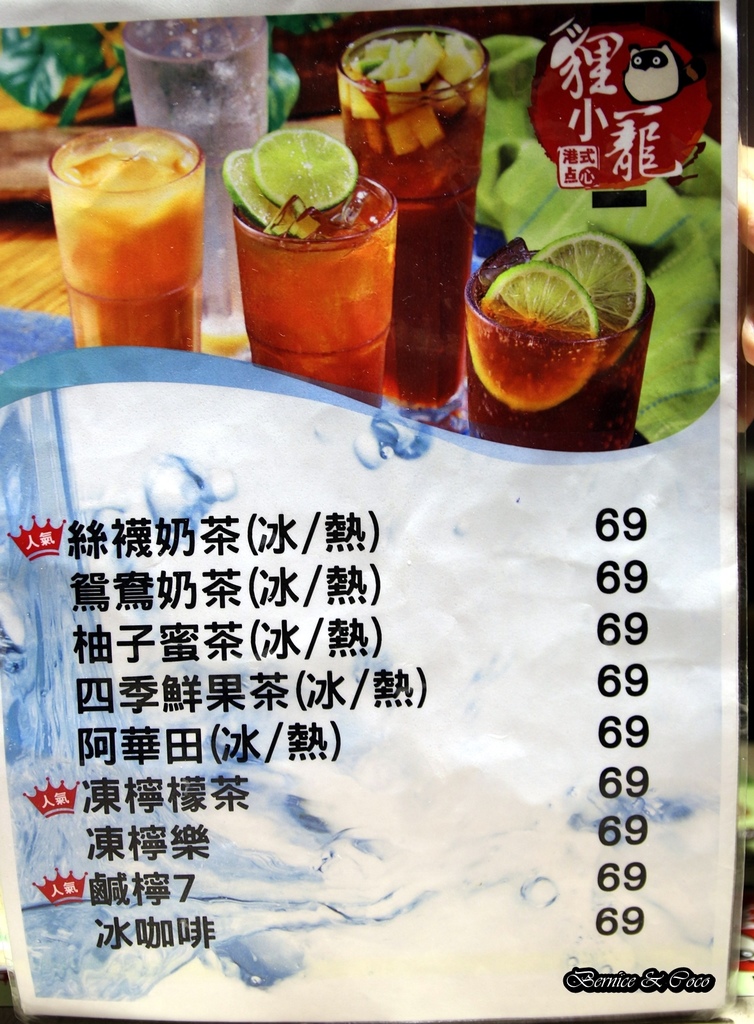 狸小籠
港式
点心
人氣 絲襪奶茶(冰/熱) 69
鴛鴦奶茶(冰/熱) 69
柚子蜜茶(冰/熱) 69
四季鮮果茶(冰/熱) 69
阿華田(冰/熱) 69
人氣 凍檸檬茶 69
凍檸樂 69
人氣 鹹檸7 69
冰咖啡 69
Bernice & Coco